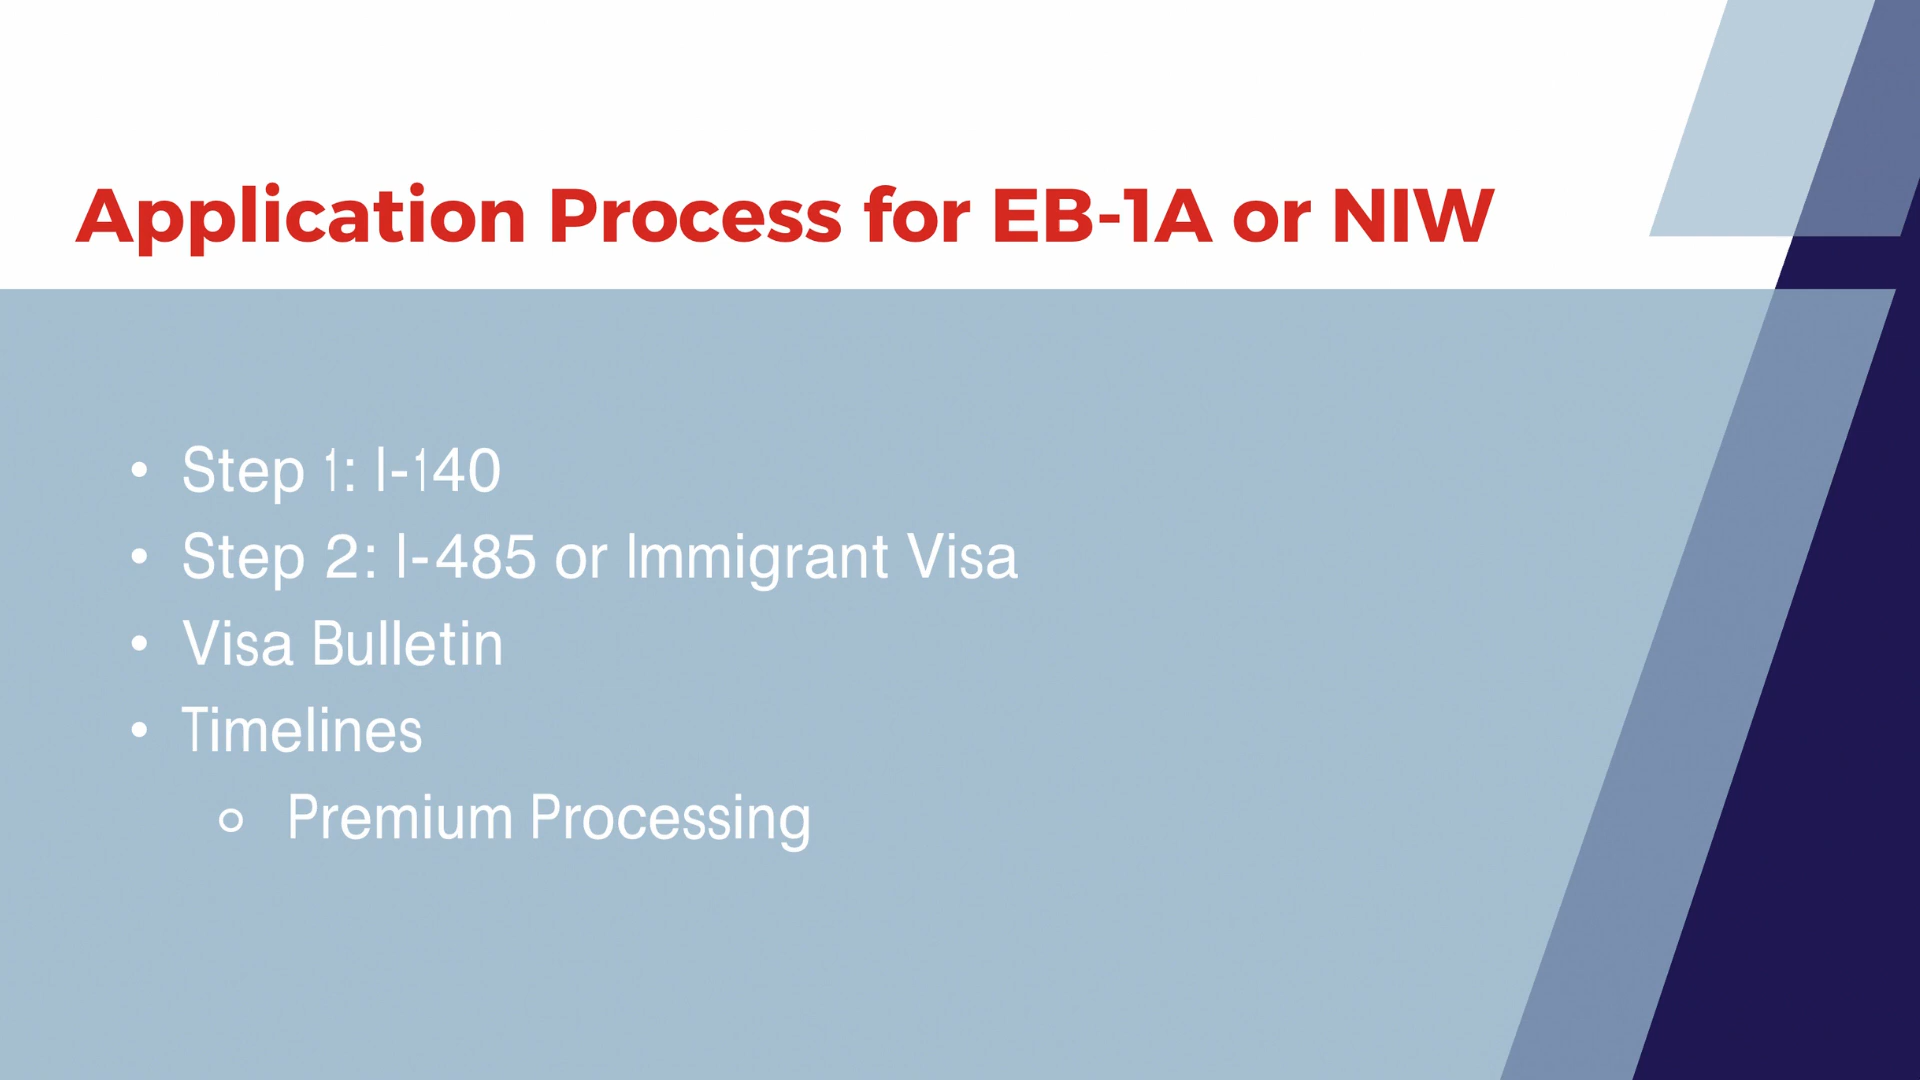 Application Process for EB-1A or NIW
• Step 1: I-140
• Step 2: I-485 or Immigrant Visa
• Visa Bulletin
• Timelines
○ Premium Processing